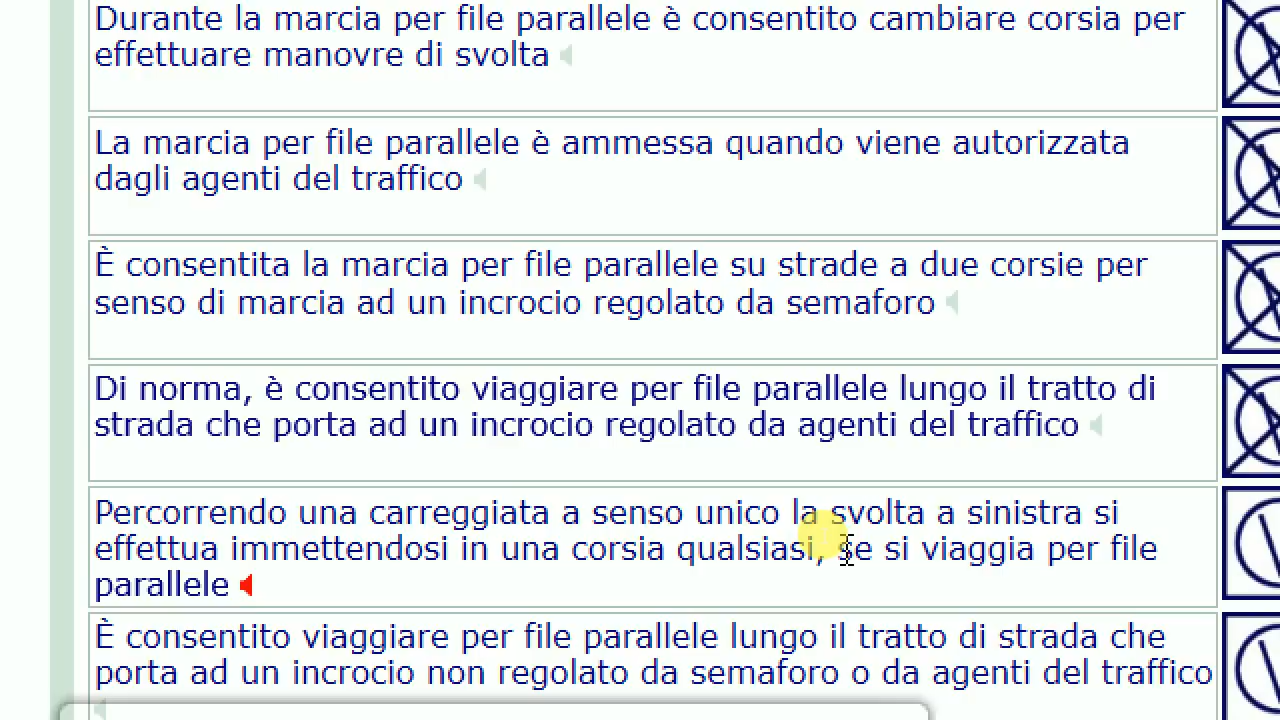 Durante la marcia per file parallele è consentito cambiare corsia per
effettuare manovre di svolta
La marcia per file parallele è ammessa quando viene autorizzata
dagli agenti del traffico
È consentita la marcia per file parallele su strade a due corsie per
senso di marcia ad un incrocio regolato da semaforo
Di norma, è consentito viaggiare per file parallele lungo il tratto di
strada che porta ad un incrocio regolato da agenti del traffico
Percorrendo una carreggiata a senso unico la svolta a sinistra si
effettua immettendosi in una corsia qualsiasi, se si viaggia per file
parallele
È consentito viaggiare per file parallele lungo il tratto di strada che
porta ad un incrocio non regolato da semaforo o da agenti del traffico